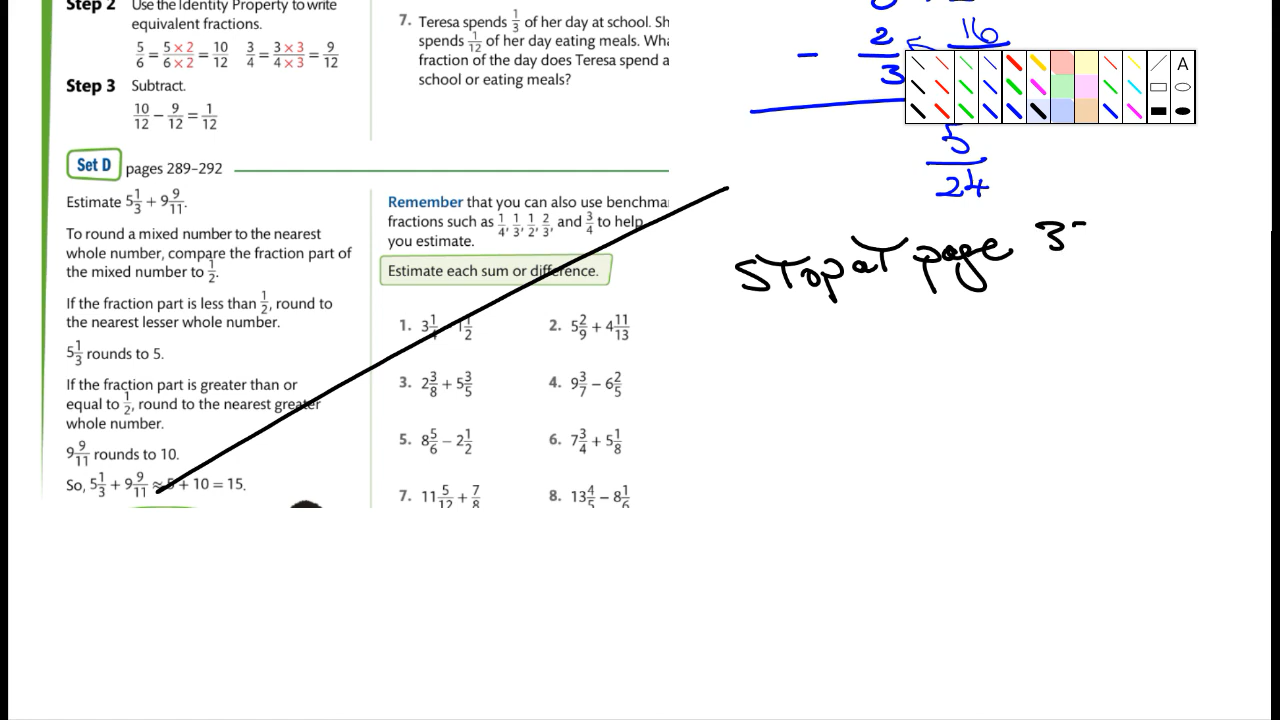 Step 2 Use the Identity Property to write
equivalent fractions.
5/6 = 5 × 2/6 × 2 = 10/12 3/4 = 3 × 3/4 × 3 = 9/12
Step 3 Subtract.
10/12 − 9/12 = 1/12
7. Teresa spends 1/3 of her day at school. Sh
spends 1/12 of her day eating meals. Wha
fraction of the day does Teresa spend a
school or eating meals?
Set D pages 289–292
Estimate 5 1/3 + 9 9/11.
To round a mixed number to the nearest
whole number, compare the fraction part of
the mixed number to 1/2.
If the fraction part is less than 1/2, round to
the nearest lesser whole number.
5 1/3 rounds to 5.
If the fraction part is greater than or
equal to 1/2, round to the nearest greater
whole number.
9 9/11 rounds to 10.
So, 5 1/3 + 9 9/11 ≈ 5 + 10 = 15.
Remember that you can also use benchma
fractions such as 1/4, 1/3, 1/2, 2/3, and 3/4 to help
you estimate.
Estimate each sum or difference.
1. 3 1/4 − 1 1/2 2. 5 2/9 + 4 11/13
3. 2 3/8 + 5 3/5 4. 9 3/7 − 6 2/5
5. 8 5/6 − 2 1/2 6. 7 3/4 + 5 1/8
7. 11 5/12 + 7/8 8. 13 4/5 − 8 1/6
16
− 2/3
5/24
STop aT page 3
A